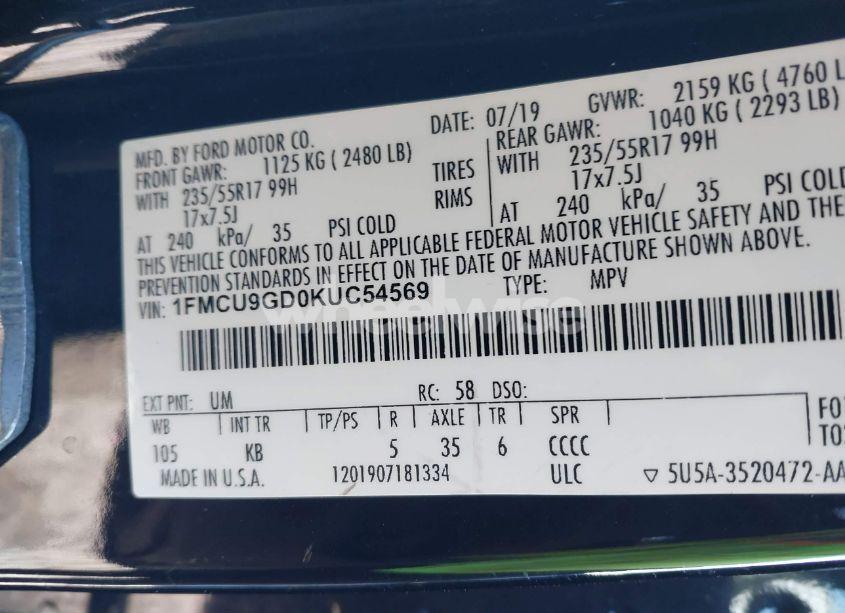 MFD. BY FORD MOTOR CO. DATE: 07/19 GVWR: 2159 KG ( 4760 L
FRONT GAWR: 1125 KG ( 2480 LB) REAR GAWR: 1040 KG ( 2293 LB)
WITH 235/55R17 99H TIRES WITH 235/55R17 99H
17x7.5J RIMS 17x7.5J
AT 240 kPa/ 35 PSI COLD AT 240 kPa/ 35 PSI COLD
THIS VEHICLE CONFORMS TO ALL APPLICABLE FEDERAL MOTOR VEHICLE SAFETY AND THE
PREVENTION STANDARDS IN EFFECT ON THE DATE OF MANUFACTURE SHOWN ABOVE.
VIN: 1FMCU9GD0KUC54569 TYPE: MPV
wheelwise
EXT PNT: UM RC: 58 DSO:
WB INT TR TP/PS R AXLE TR SPR
105 KB 5 35 6 CCCC
MADE IN U.S.A. 1201907181334 ULC ▽ 5U5A-3520472-AA